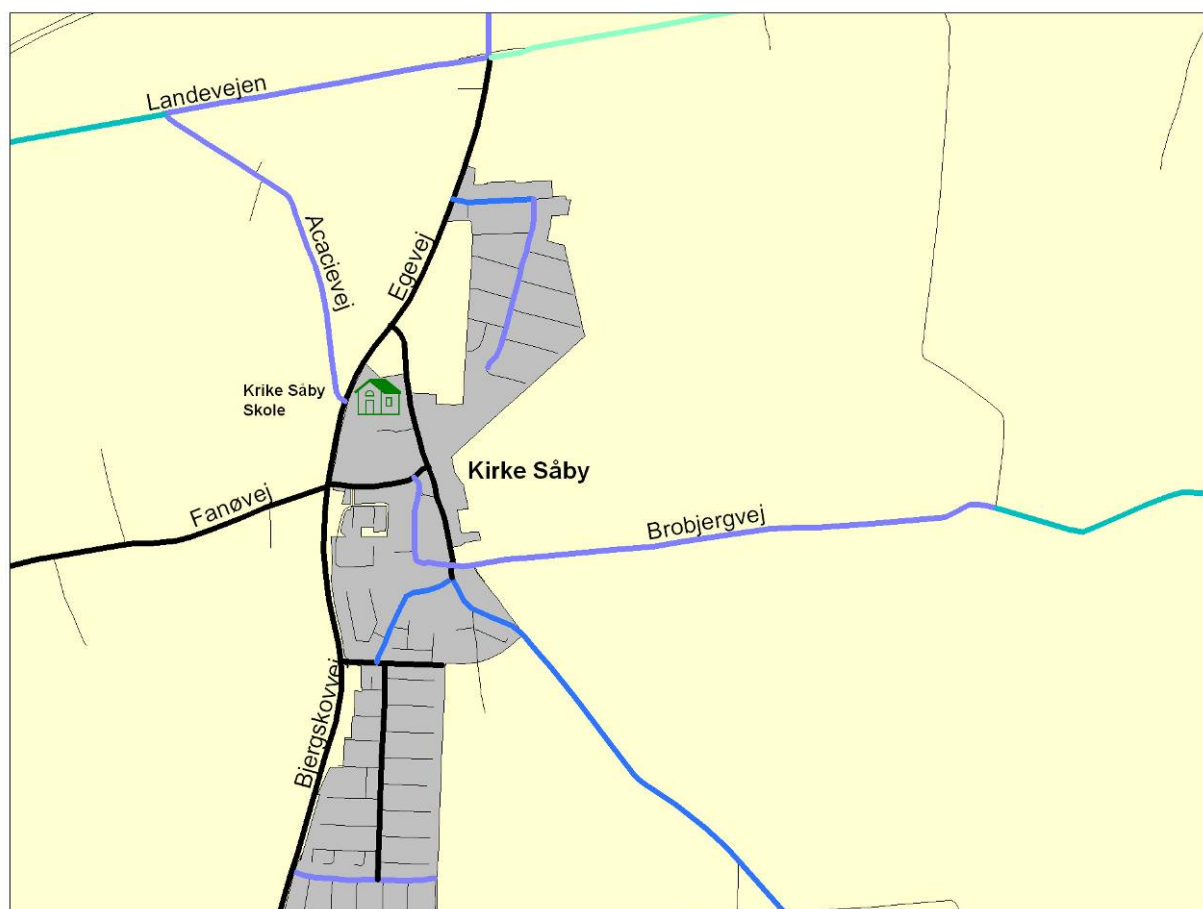 Landevejen
Acacievej
Egevej
Krike Såby
Skole
Kirke Såby
Fanøvej
Brobjergvej
Bjergskovvej